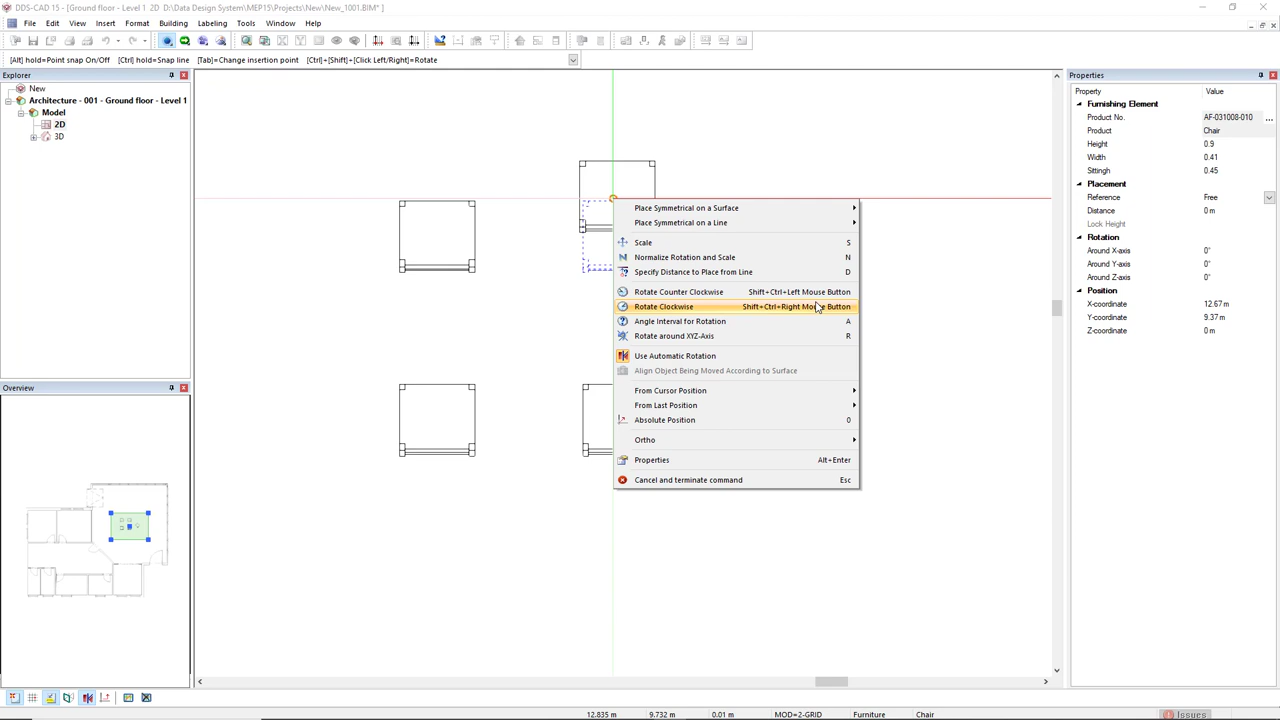 DDS-CAD 15 - [Ground floor - Level 1 2D D:\Data Design System\MEP15\Projects\New\New_1001.BIM* ]
File Edit View Insert Format Building Labeling Tools Window Help
[Alt] hold=Point snap On/Off [Ctrl] hold=Snap line [Tab]=Change insertion point [Ctrl]+[Shift]+[Click Left/Right]=Rotate
Explorer
New
Architecture - 001 - Ground floor - Level 1
Model
2D
3D
Overview
Place Symmetrical on a Surface
Place Symmetrical on a Line
Scale S
Normalize Rotation and Scale N
Specify Distance to Place from Line D
Rotate Counter Clockwise Shift+Ctrl+Left Mouse Button
Rotate Clockwise Shift+Ctrl+Right Mouse Button
Angle Interval for Rotation A
Rotate around XYZ-Axis R
Use Automatic Rotation
Align Object Being Moved According to Surface
From Cursor Position
From Last Position
Absolute Position 0
Ortho
Properties Alt+Enter
Cancel and terminate command Esc
Properties
Property Value
Furnishing Element
Product No. AF-031008-010 ...
Product Chair
Height 0.9
Width 0.41
Sittingh 0.45
Placement
Reference Free
Distance 0 m
Lock Height
Rotation
Around X-axis 0°
Around Y-axis 0°
Around Z-axis 0°
Position
X-coordinate 12.67 m
Y-coordinate 9.37 m
Z-coordinate 0 m
12.835 m 9.732 m 0.01 m MOD=2-GRID Furniture Chair Issues